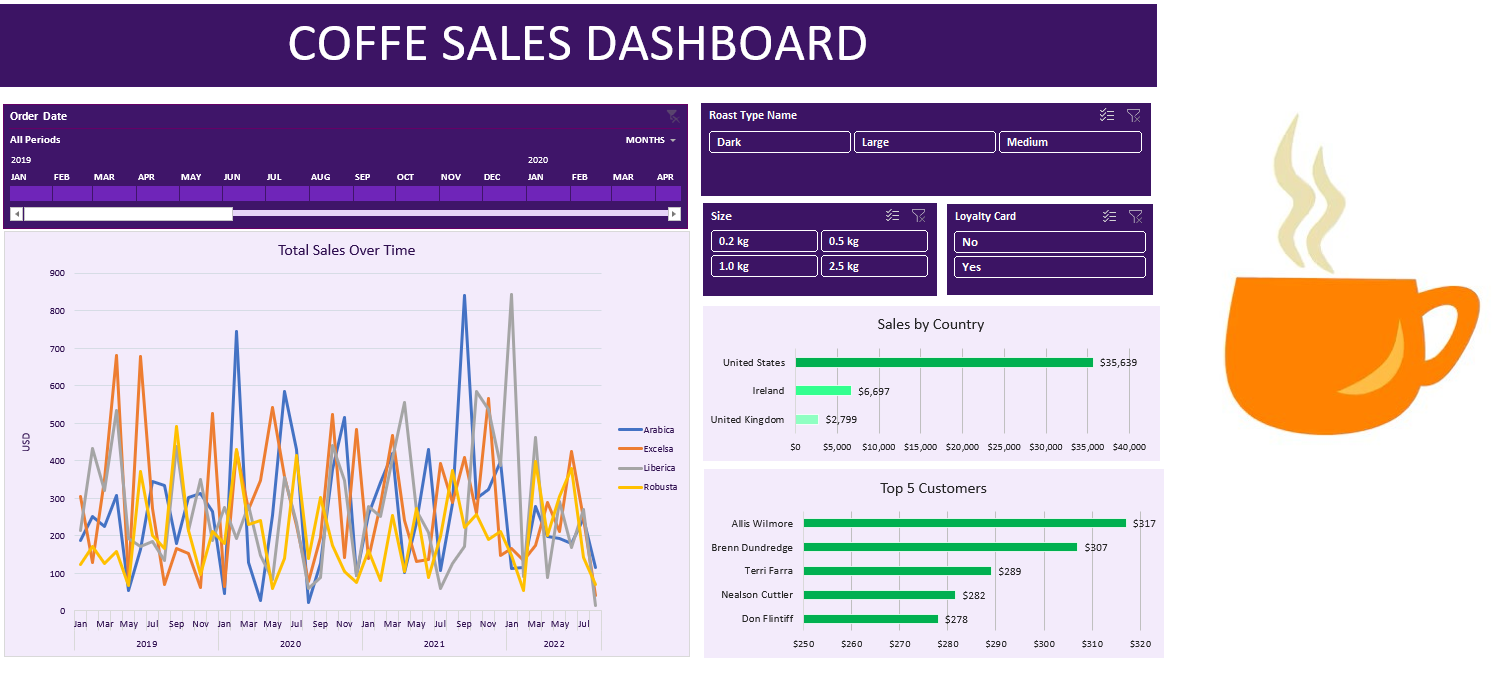 COFFE SALES DASHBOARD
Order Date
All Periods
MONTHS
2019 2020
JAN FEB MAR APR MAY JUN JUL AUG SEP OCT NOV DEC JAN FEB MAR APR
Roast Type Name
Dark Large Medium
Size
0.2 kg 0.5 kg
1.0 kg 2.5 kg
Loyalty Card
No
Yes
Total Sales Over Time
900
800
700
600
500
400
300
200
100
0
USD
Jan Mar May Jul Sep Nov Jan Mar May Jul Sep Nov Jan Mar May Jul Sep Nov Jan Mar May Jul
2019 2020 2021 2022
Arabica
Excelsa
Liberica
Robusta
Sales by Country
United States $35,639
Ireland $6,697
United Kingdom $2,799
$0 $5,000 $10,000 $15,000 $20,000 $25,000 $30,000 $35,000 $40,000
Top 5 Customers
Allis Wilmore $317
Brenn Dundredge $307
Terri Farra $289
Nealson Cuttler $282
Don Flintiff $278
$250 $260 $270 $280 $290 $300 $310 $320